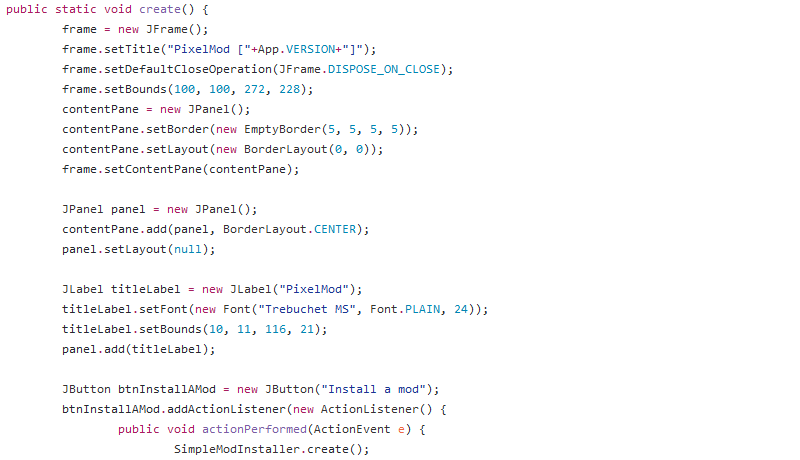 public static void create() {
frame = new JFrame();
frame.setTitle("PixelMod ["+App.VERSION+"]");
frame.setDefaultCloseOperation(JFrame.DISPOSE_ON_CLOSE);
frame.setBounds(100, 100, 272, 228);
contentPane = new JPanel();
contentPane.setBorder(new EmptyBorder(5, 5, 5, 5));
contentPane.setLayout(new BorderLayout(0, 0));
frame.setContentPane(contentPane);
JPanel panel = new JPanel();
contentPane.add(panel, BorderLayout.CENTER);
panel.setLayout(null);
JLabel titleLabel = new JLabel("PixelMod");
titleLabel.setFont(new Font("Trebuchet MS", Font.PLAIN, 24));
titleLabel.setBounds(10, 11, 116, 21);
panel.add(titleLabel);
JButton btnInstallAMod = new JButton("Install a mod");
btnInstallAMod.addActionListener(new ActionListener() {
public void actionPerformed(ActionEvent e) {
SimpleModInstaller.create();